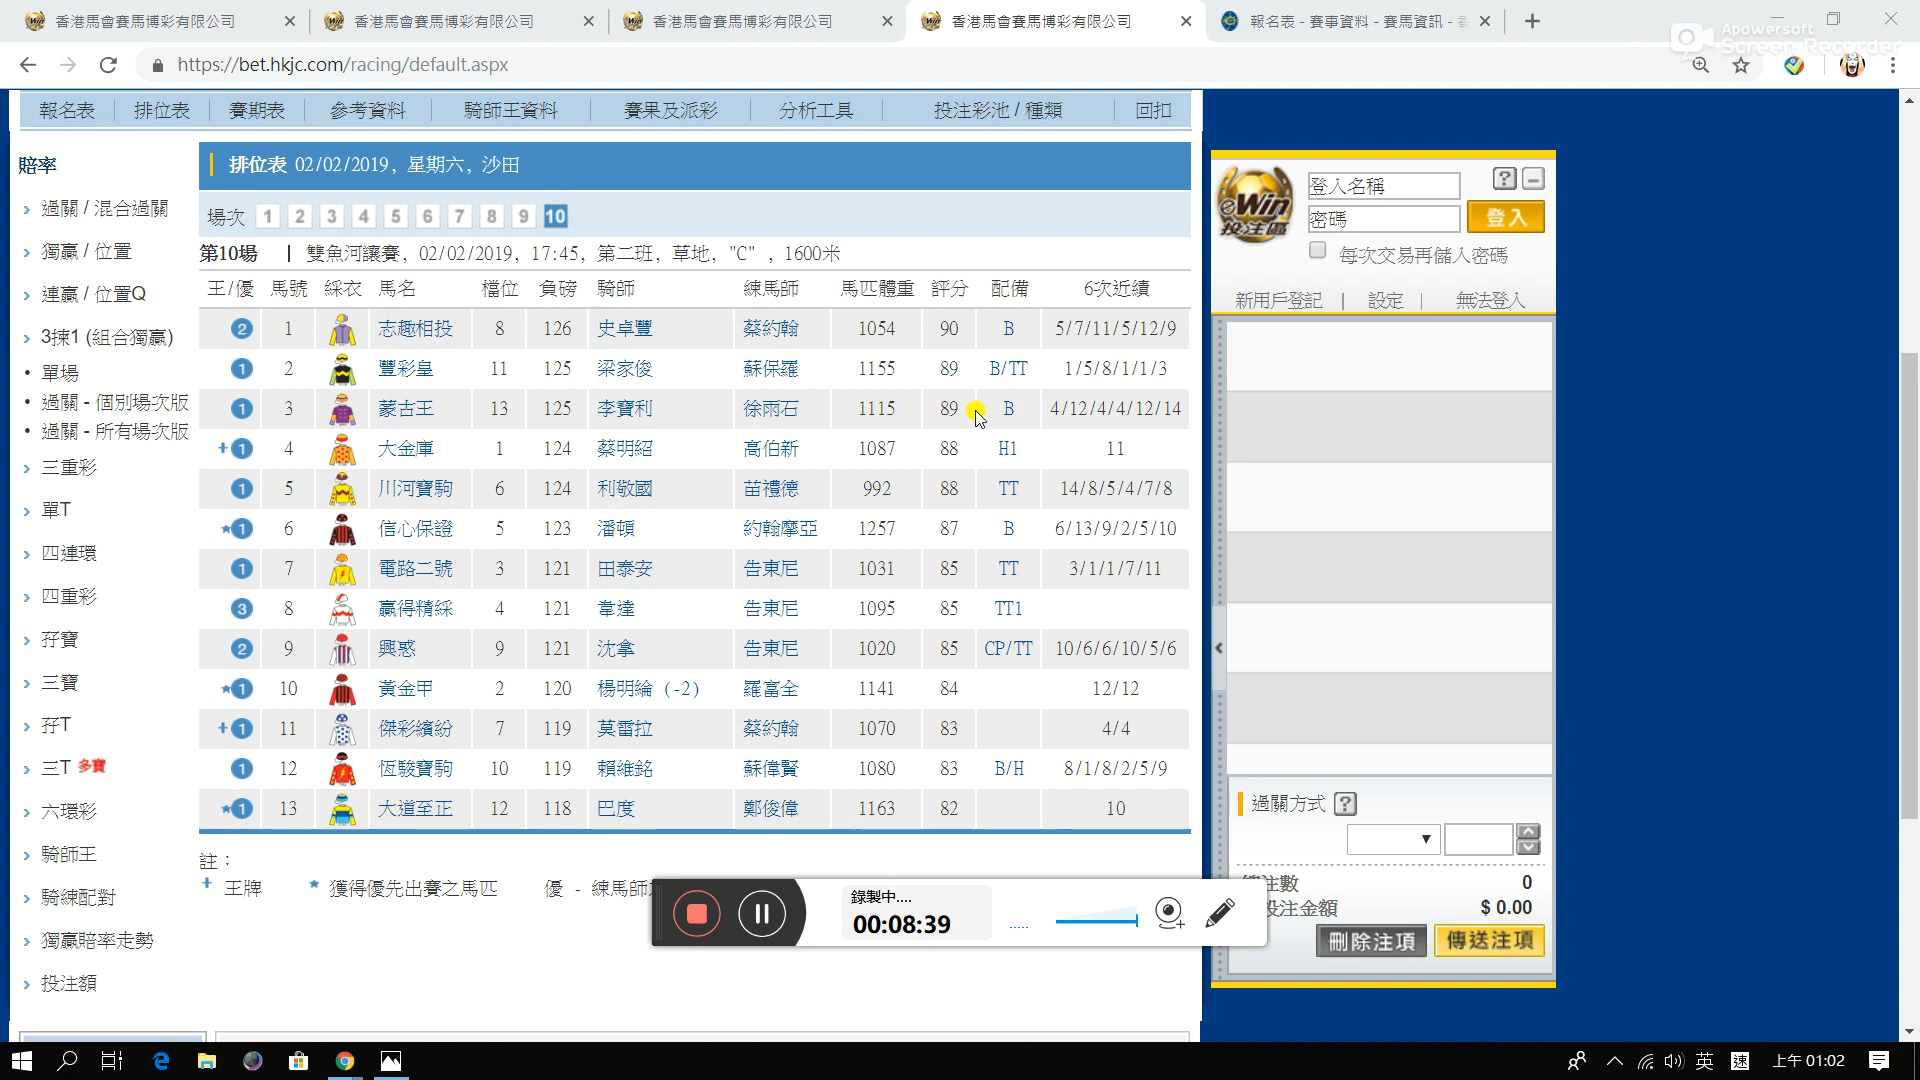 香港馬會賽馬博彩有限公司
香港馬會賽馬博彩有限公司
香港馬會賽馬博彩有限公司
香港馬會賽馬博彩有限公司
報名表 - 賽事資料 - 賽馬資訊 - 香
Apowersoft
Screen Recorder
https://bet.hkjc.com/racing/default.aspx
報名表 排位表 賽期表 參考資料 騎師王資料 賽果及派彩 分析工具 投注彩池 / 種類 回扣
賠率
過關 / 混合過關
獨贏 / 位置
連贏 / 位置Q
3揀1 (組合獨贏)
單場
過關 - 個別場次版
過關 - 所有場次版
三重彩
單T
四連環
四重彩
孖寶
三寶
孖T
三T 多寶
六環彩
騎師王
騎練配對
獨贏賠率走勢
投注額
排位表 02/02/2019, 星期六, 沙田
場次 1 2 3 4 5 6 7 8 9 10
第10場 | 雙魚河讓賽, 02/02/2019, 17:45, 第二班, 草地, "C" , 1600米
王/優 馬號 綵衣 馬名 檔位 負磅 騎師 練馬師 馬匹體重 評分 配備 6次近績
2 1 志趣相投 8 126 史卓豐 蔡約翰 1054 90 B 5/7/11/5/12/9
1 2 豐彩皇 11 125 梁家俊 蘇保羅 1155 89 B/TT 1/5/8/1/1/3
1 3 蒙古王 13 125 李寶利 徐雨石 1115 89 B 4/12/4/4/12/14
+1 4 大金庫 1 124 蔡明紹 高伯新 1087 88 H1 11
1 5 川河寶駒 6 124 利敬國 苗禮德 992 88 TT 14/8/5/4/7/8
★1 6 信心保證 5 123 潘頓 約翰摩亞 1257 87 B 6/13/9/2/5/10
1 7 電路二號 3 121 田泰安 告東尼 1031 85 TT 3/1/1/7/11
3 8 贏得精綵 4 121 韋達 告東尼 1095 85 TT1
2 9 興惑 9 121 沈拿 告東尼 1020 85 CP/TT 10/6/6/10/5/6
★1 10 黃金甲 2 120 楊明綸 (-2) 羅富全 1141 84 12/12
+1 11 傑彩繽紛 7 119 莫雷拉 蔡約翰 1070 83 4/4
1 12 恆駿寶駒 10 119 賴維銘 蘇偉賢 1080 83 B/H 8/1/8/2/5/9
★1 13 大道至正 12 118 巴度 鄭俊偉 1163 82 10
註：
+ 王牌 ★ 獲得優先出賽之馬匹 優 - 練馬師
錄製中....
00:08:39
eWin
投注區
登入名稱
密碼
登入
每次交易再儲入密碼
新用戶登記 | 設定 | 無法登入
過關方式 ?
注數 0
投注金額 $ 0.00
刪除注項 傳送注項
英 速 上午 01:02